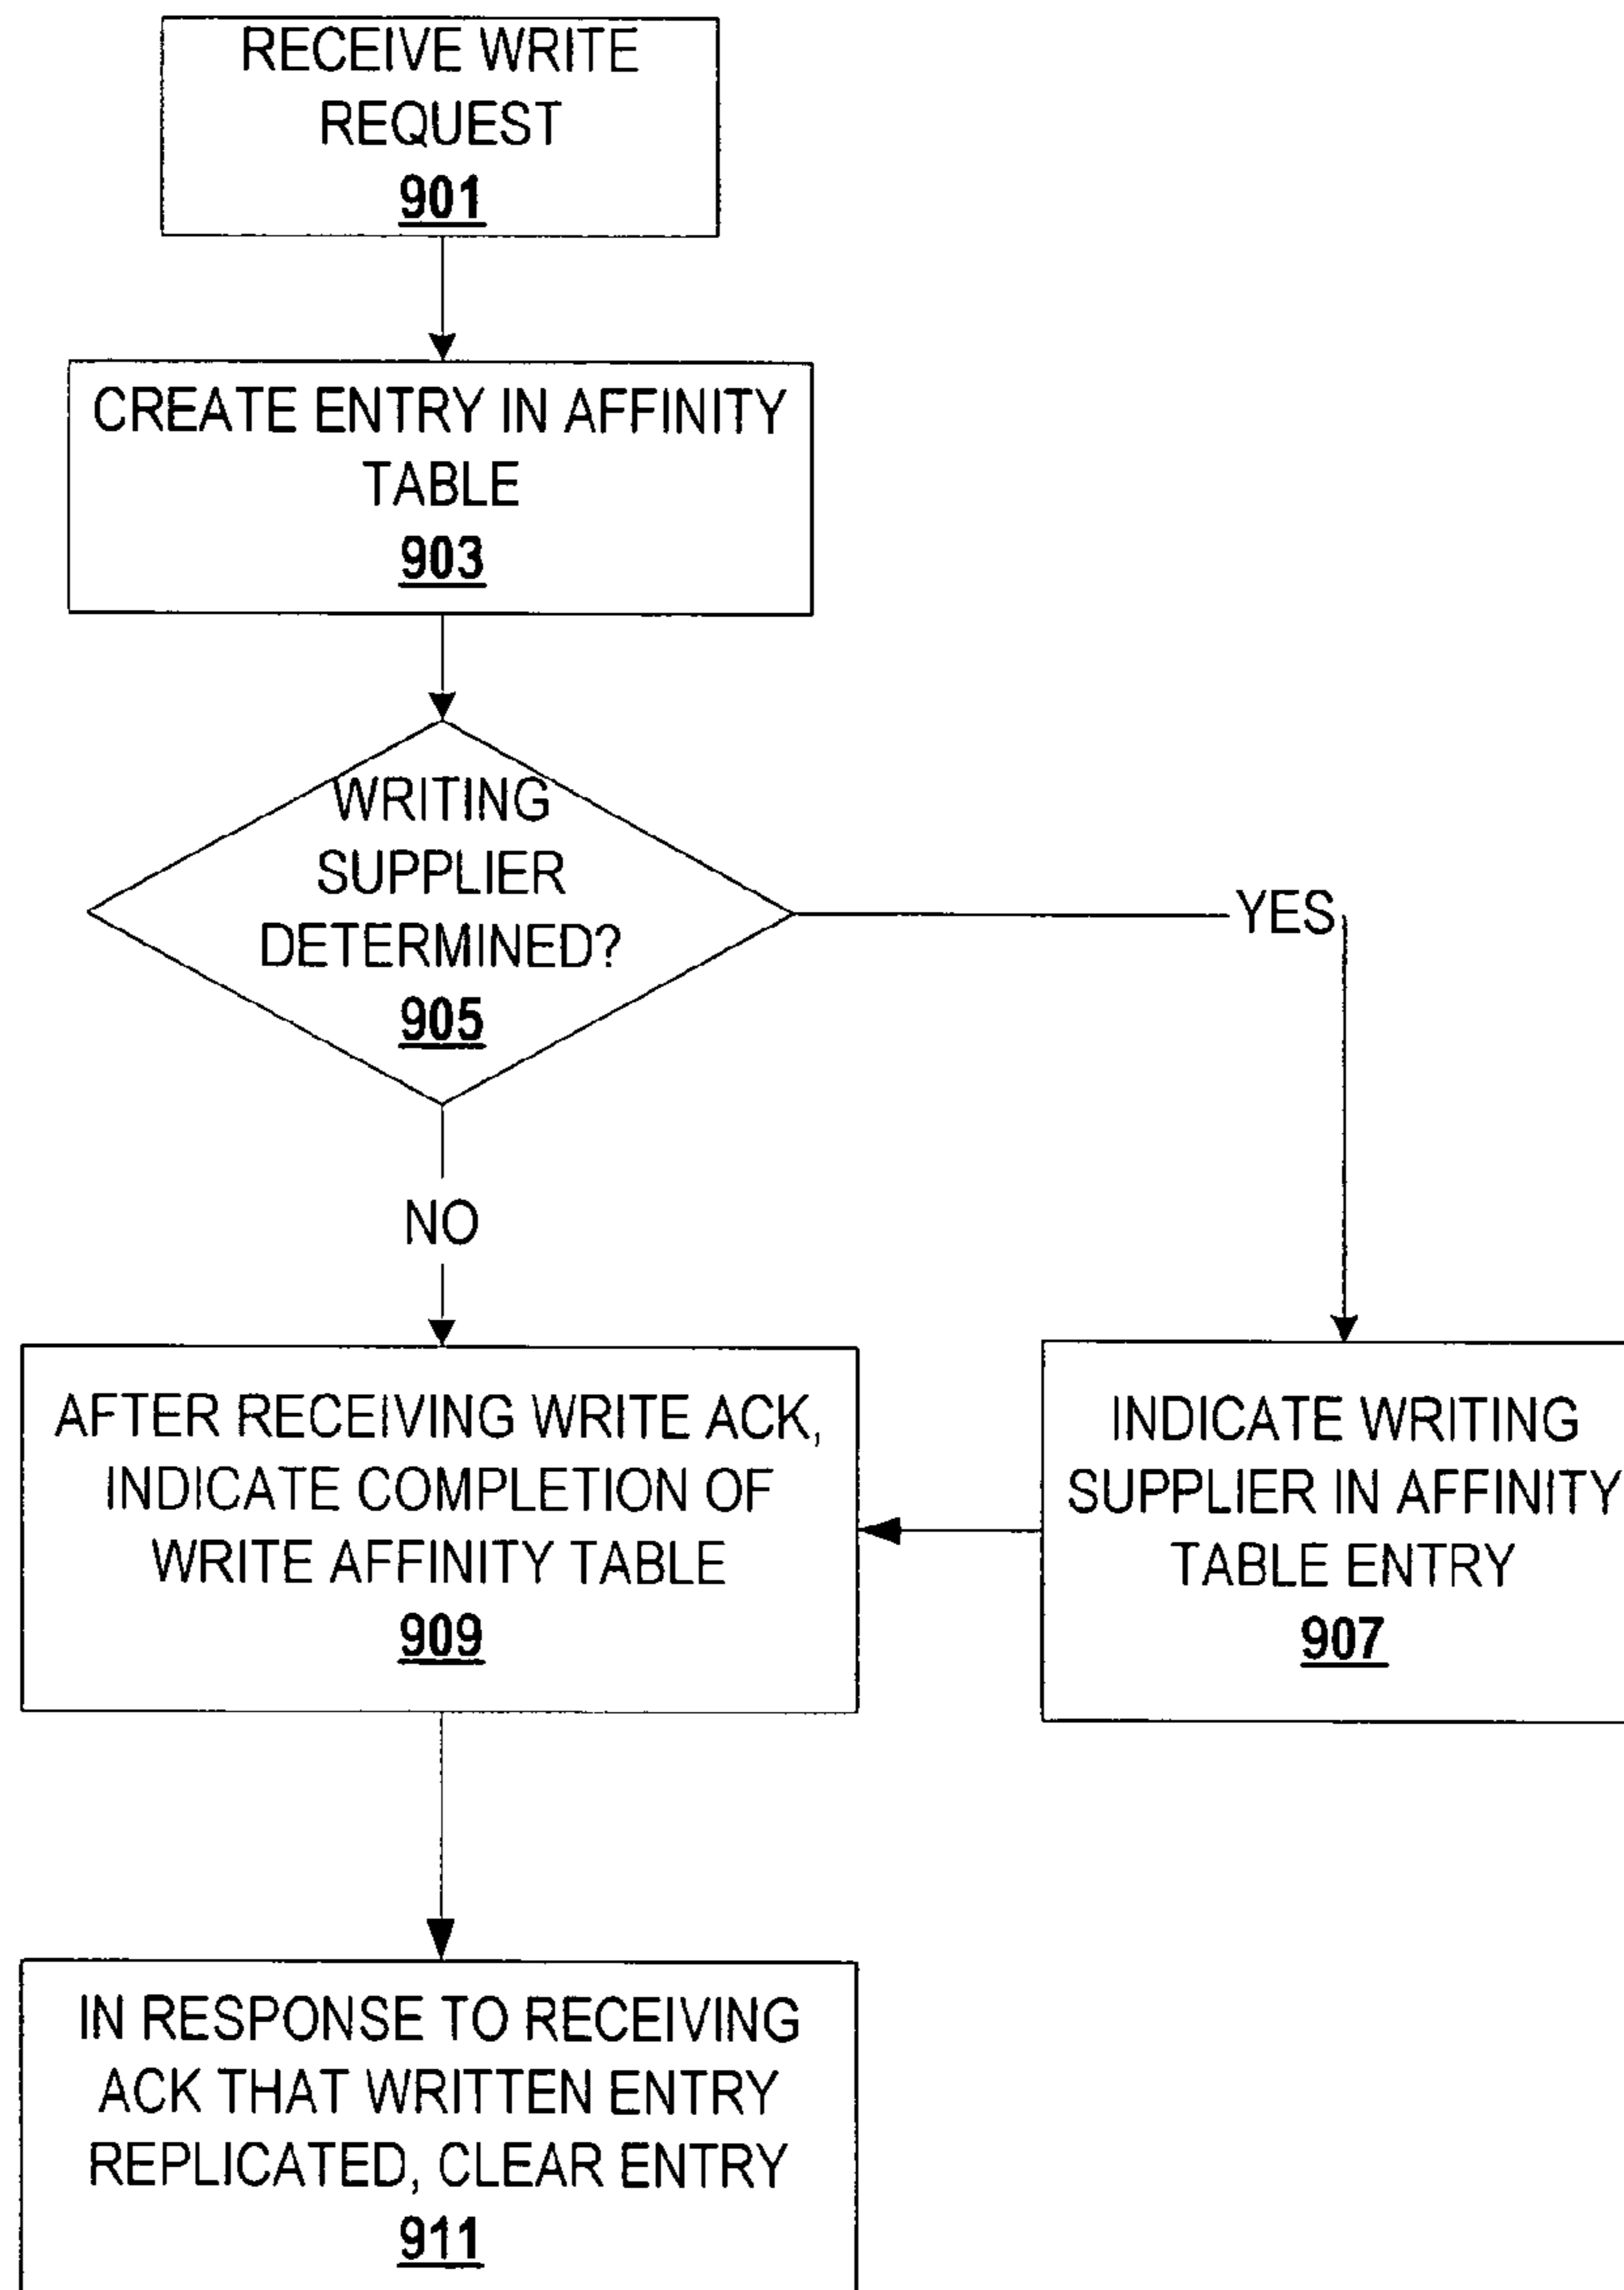 RECEIVE WRITE
REQUEST
901
CREATE ENTRY IN AFFINITY
TABLE
903
WRITING
SUPPLIER
DETERMINED?
905
YES
NO
AFTER RECEIVING WRITE ACK,
INDICATE COMPLETION OF
WRITE AFFINITY TABLE
909
INDICATE WRITING
SUPPLIER IN AFFINITY
TABLE ENTRY
907
IN RESPONSE TO RECEIVING
ACK THAT WRITTEN ENTRY
REPLICATED, CLEAR ENTRY
911